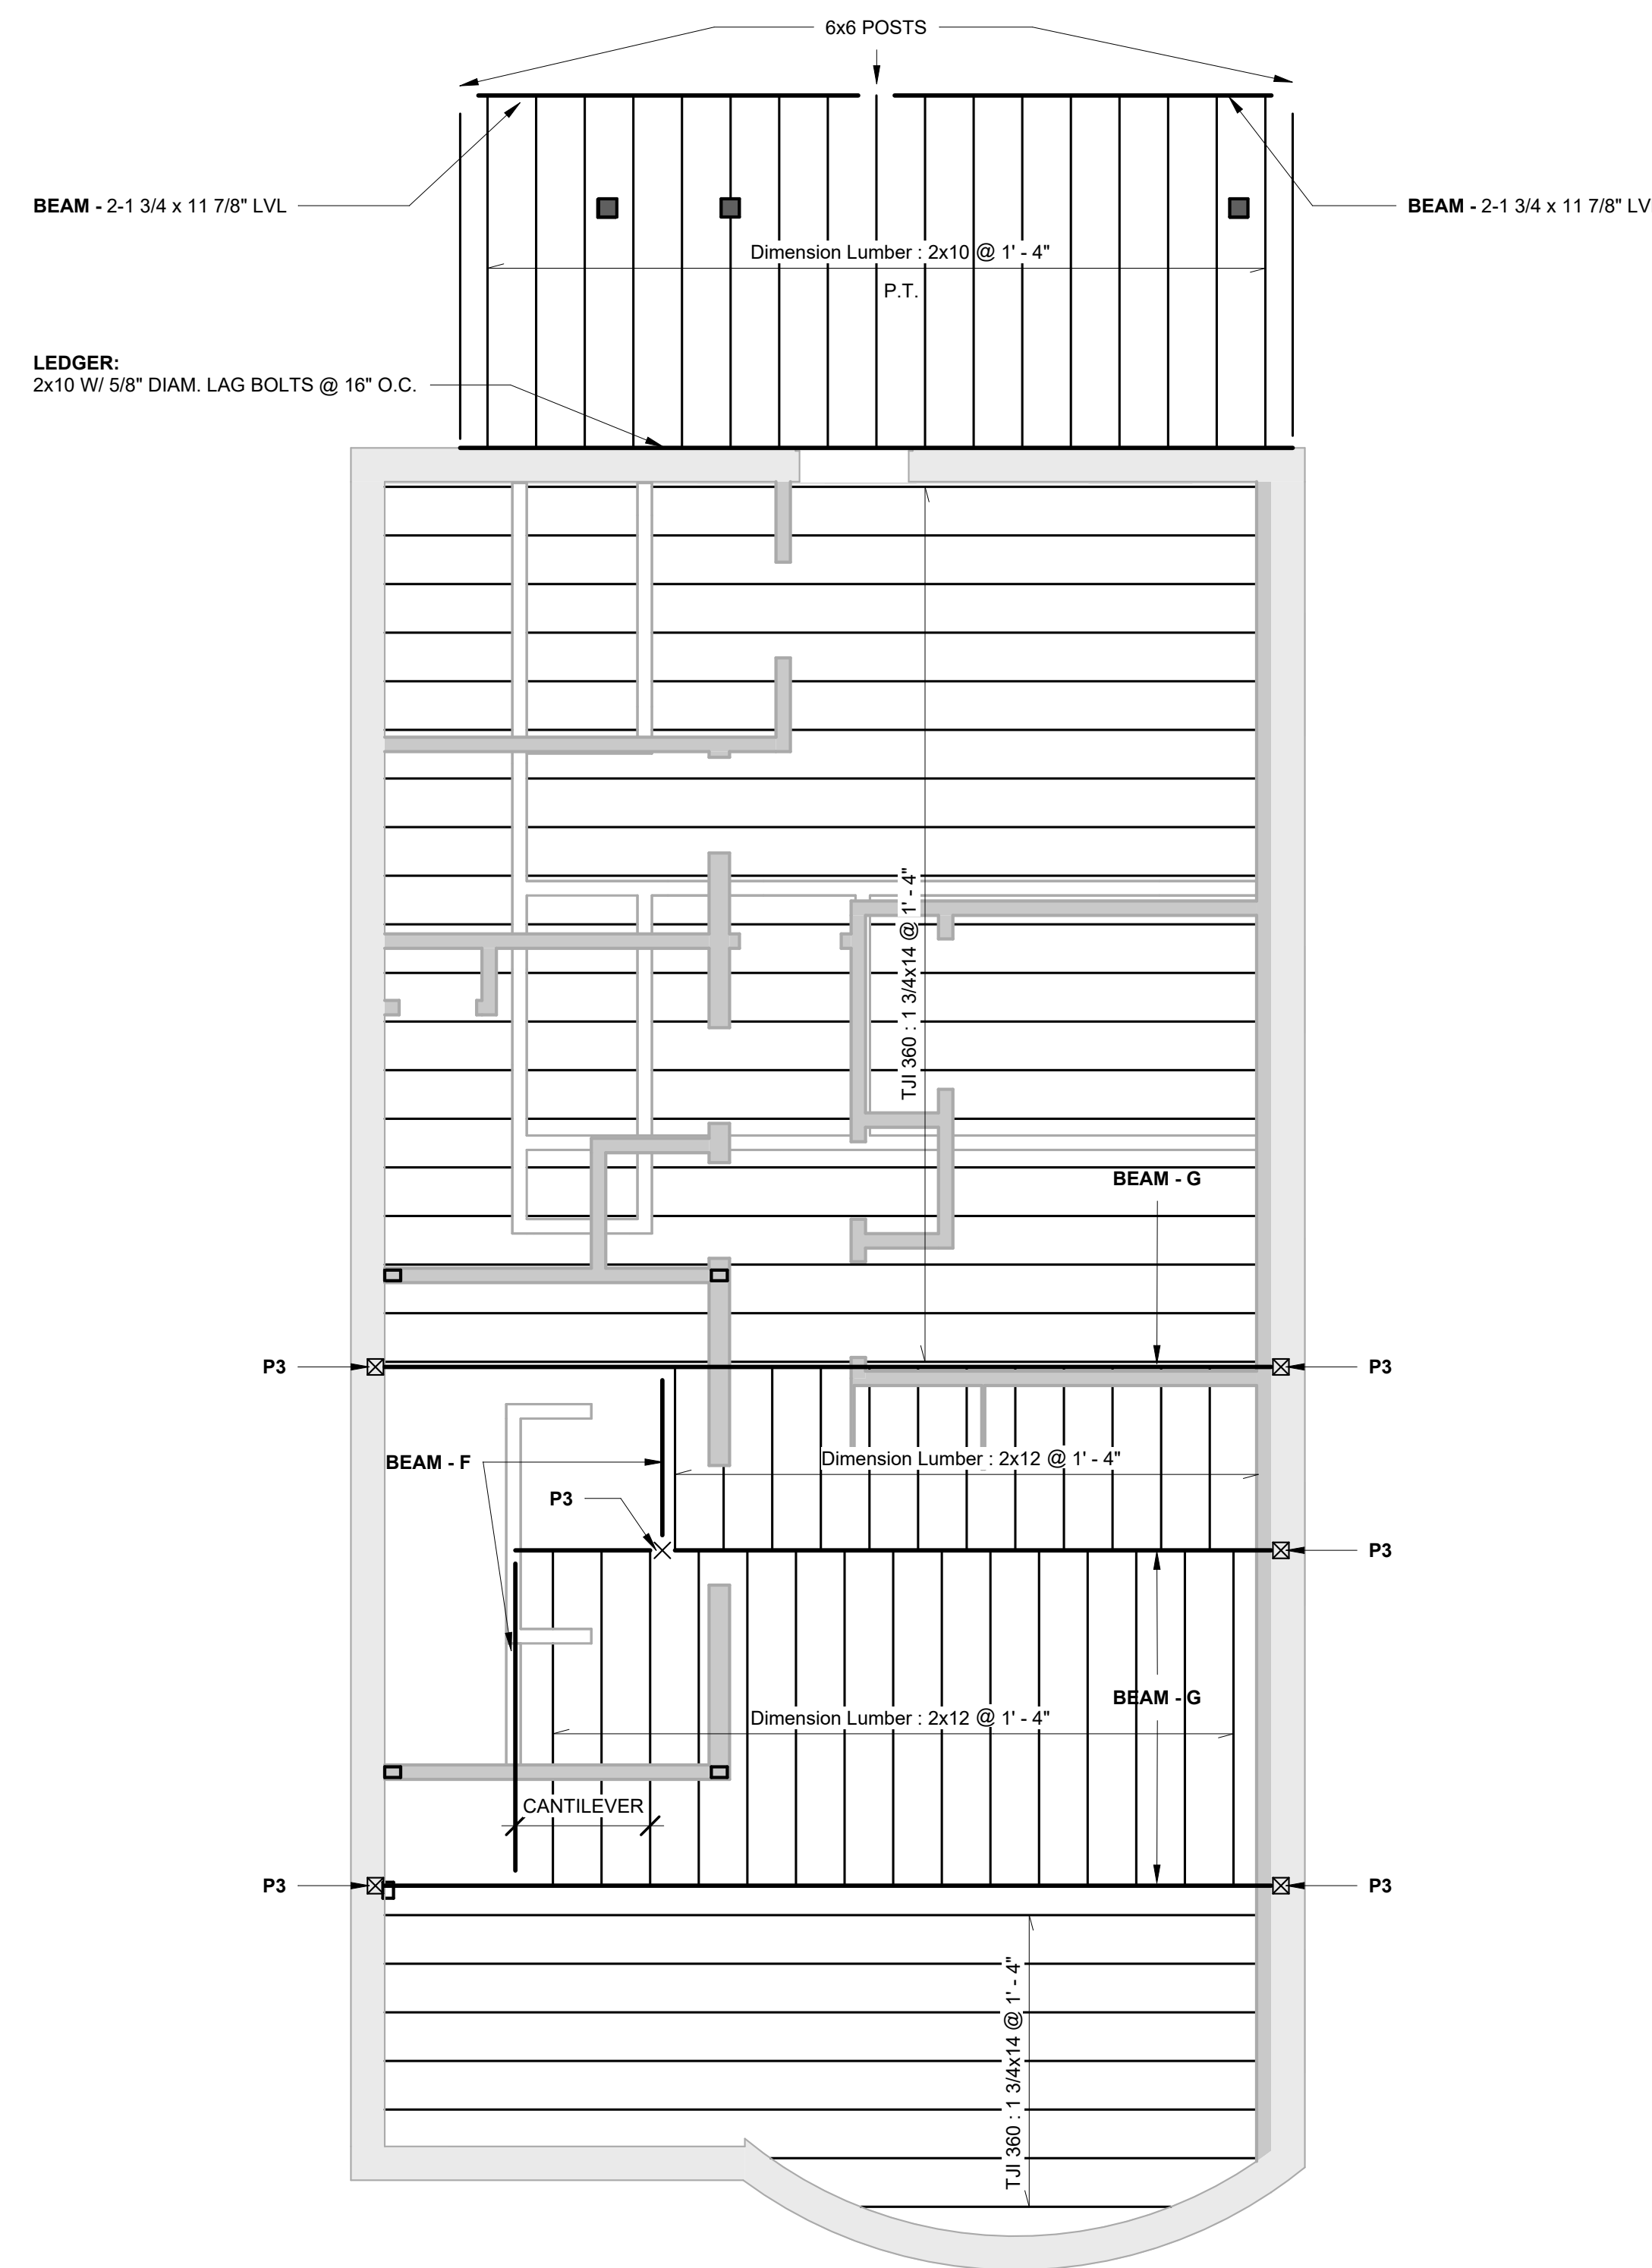 6x6 POSTS
BEAM - 2-1 3/4 x 11 7/8" LVL
BEAM - 2-1 3/4 x 11 7/8" LV
Dimension Lumber : 2x10 @ 1' - 4"
P.T.
LEDGER:
2x10 W/ 5/8" DIAM. LAG BOLTS @ 16" O.C.
TJI 360 : 1 3/4x14 @ 1' - 4"
BEAM - G
P3
P3
BEAM - F
Dimension Lumber : 2x12 @ 1' - 4"
P3
P3
BEAM - G
Dimension Lumber : 2x12 @ 1' - 4"
CANTILEVER
P3
P3
TJI 360 : 1 3/4x14 @ 1' - 4"